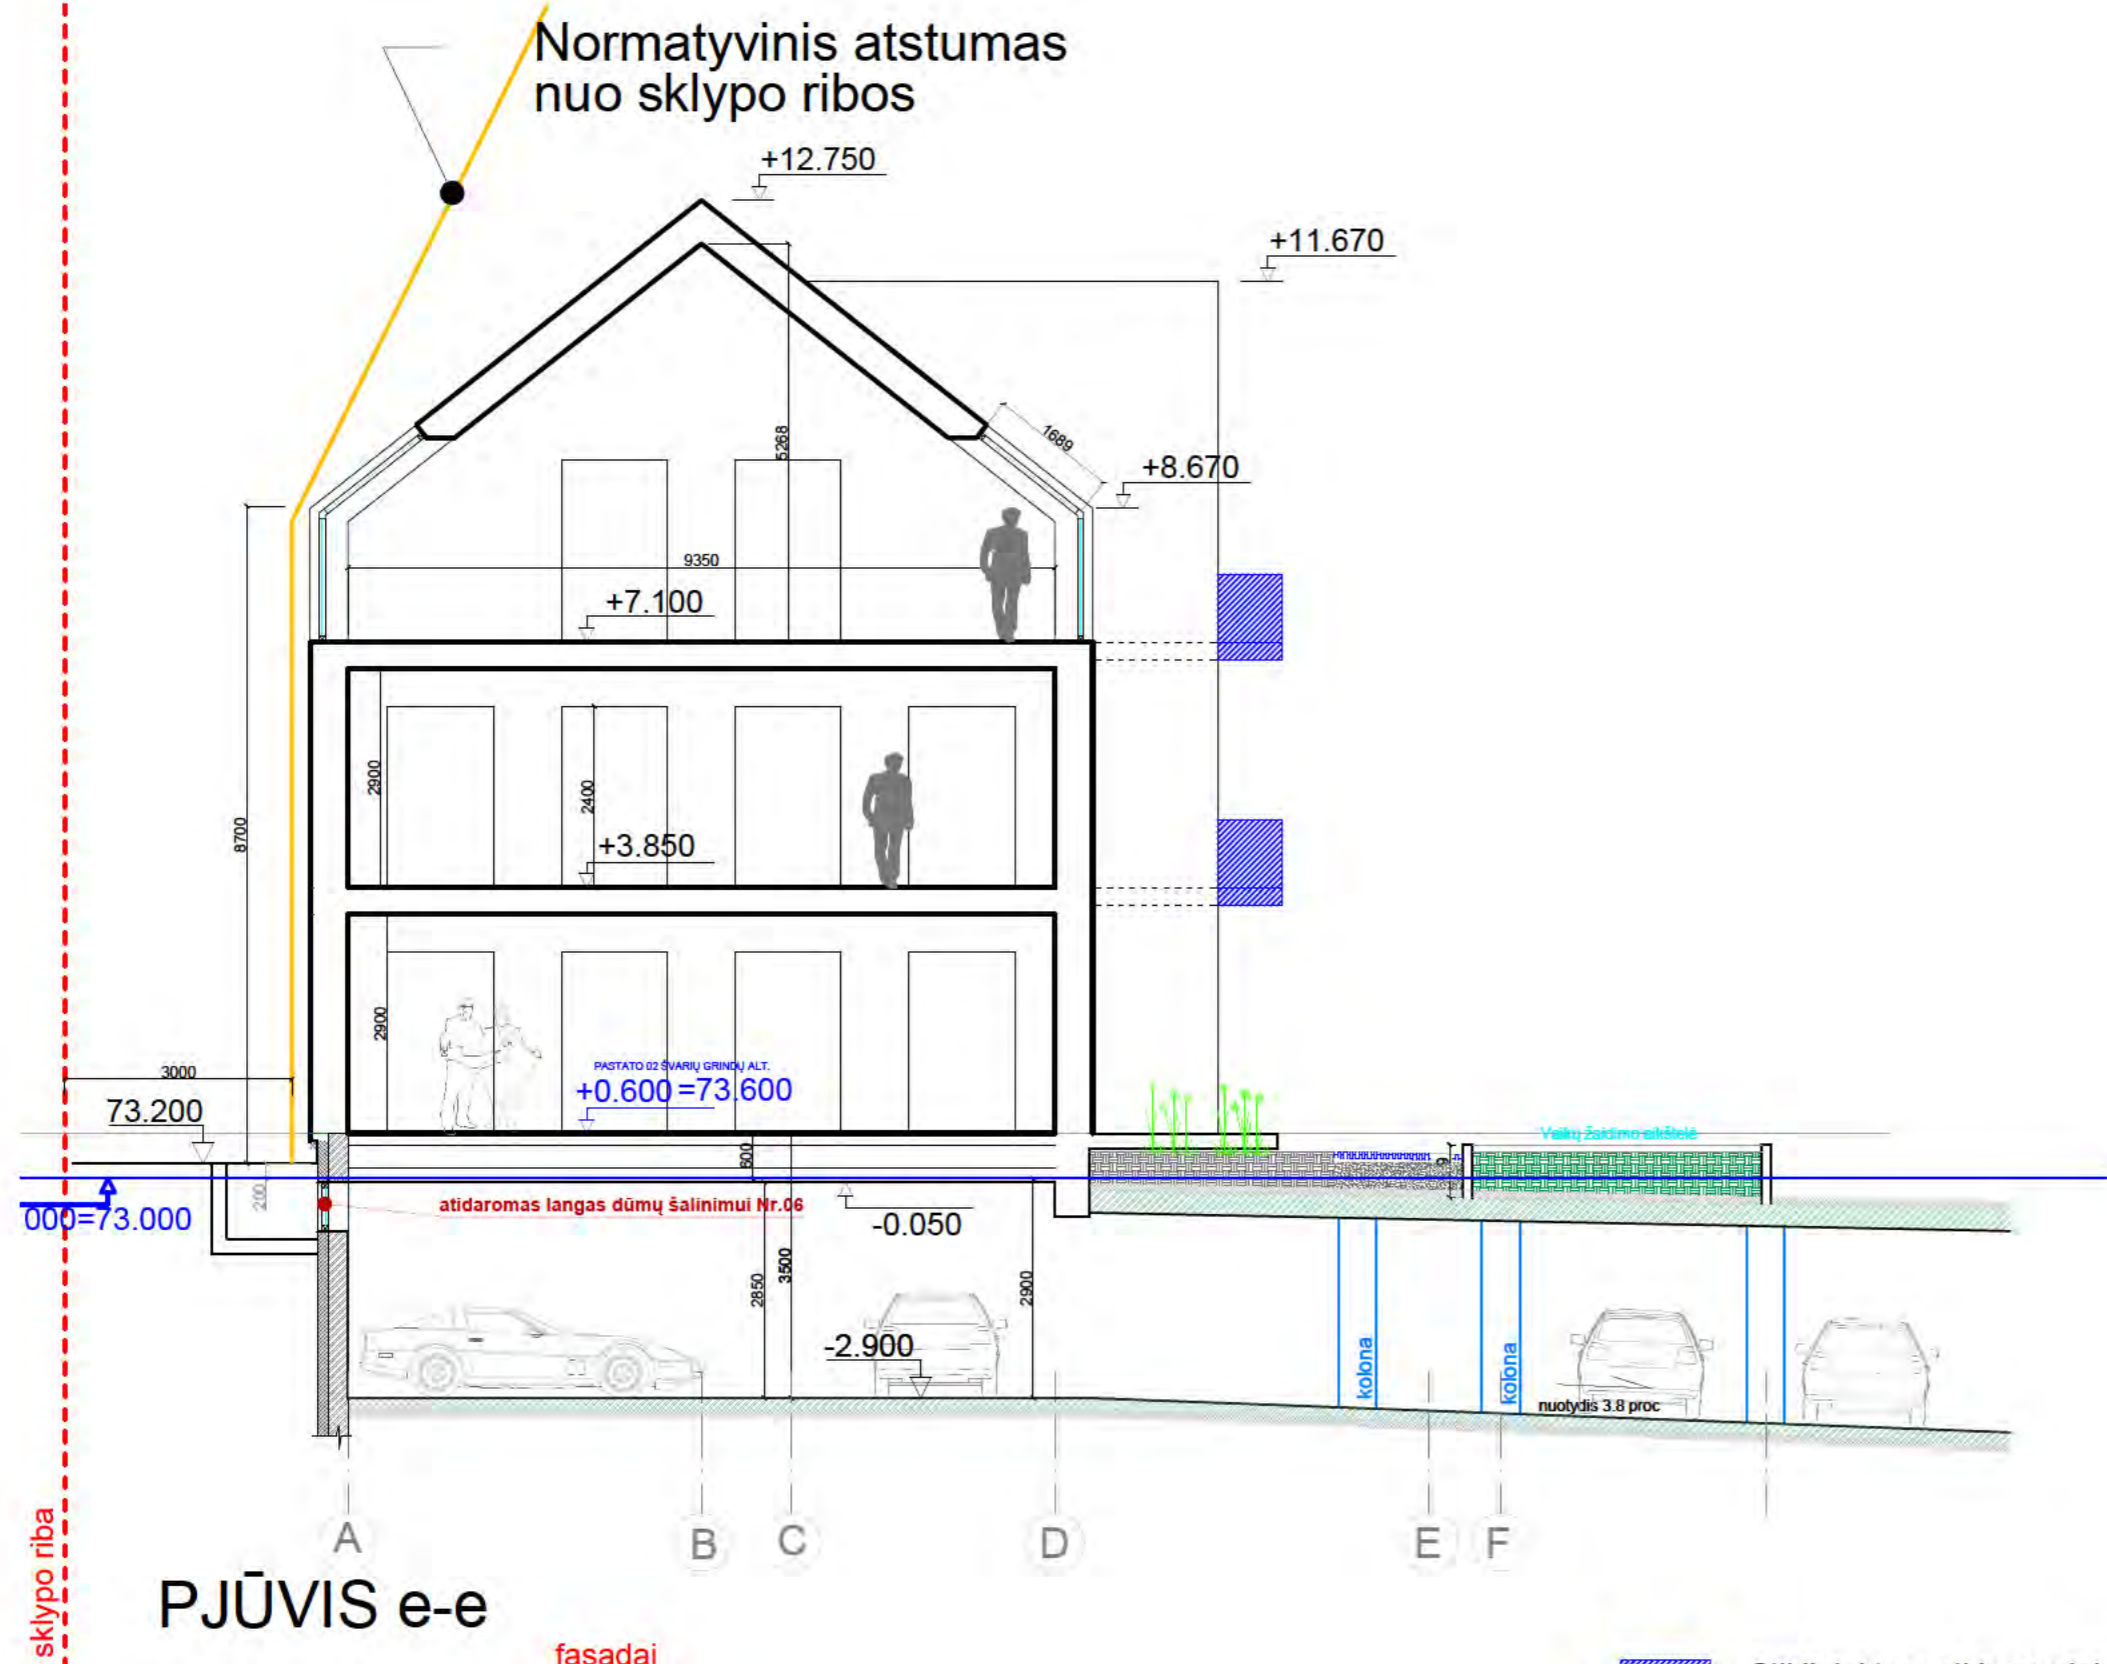 Normatyvinis atstumas
nuo sklypo ribos
+12.750
+11.670
1689
5268
+8.670
9350
+7.100
2900
2400
8700
+3.850
2900
PASTATO 02 ŠVARIŲ GRINDŲ ALT.
+0.600=73.600
3000
73.200
Vaikų žaidimo aikštelė
600
200
atidaromas langas dūmų šalinimui Nr.06
000=73.000
-0.050
2850
3500
2900
-2.900
kolona
kolona
nuotydis 3.8 proc
A
B
C
D
E
F
sklypo riba
PJŪVIS e-e
fasadai